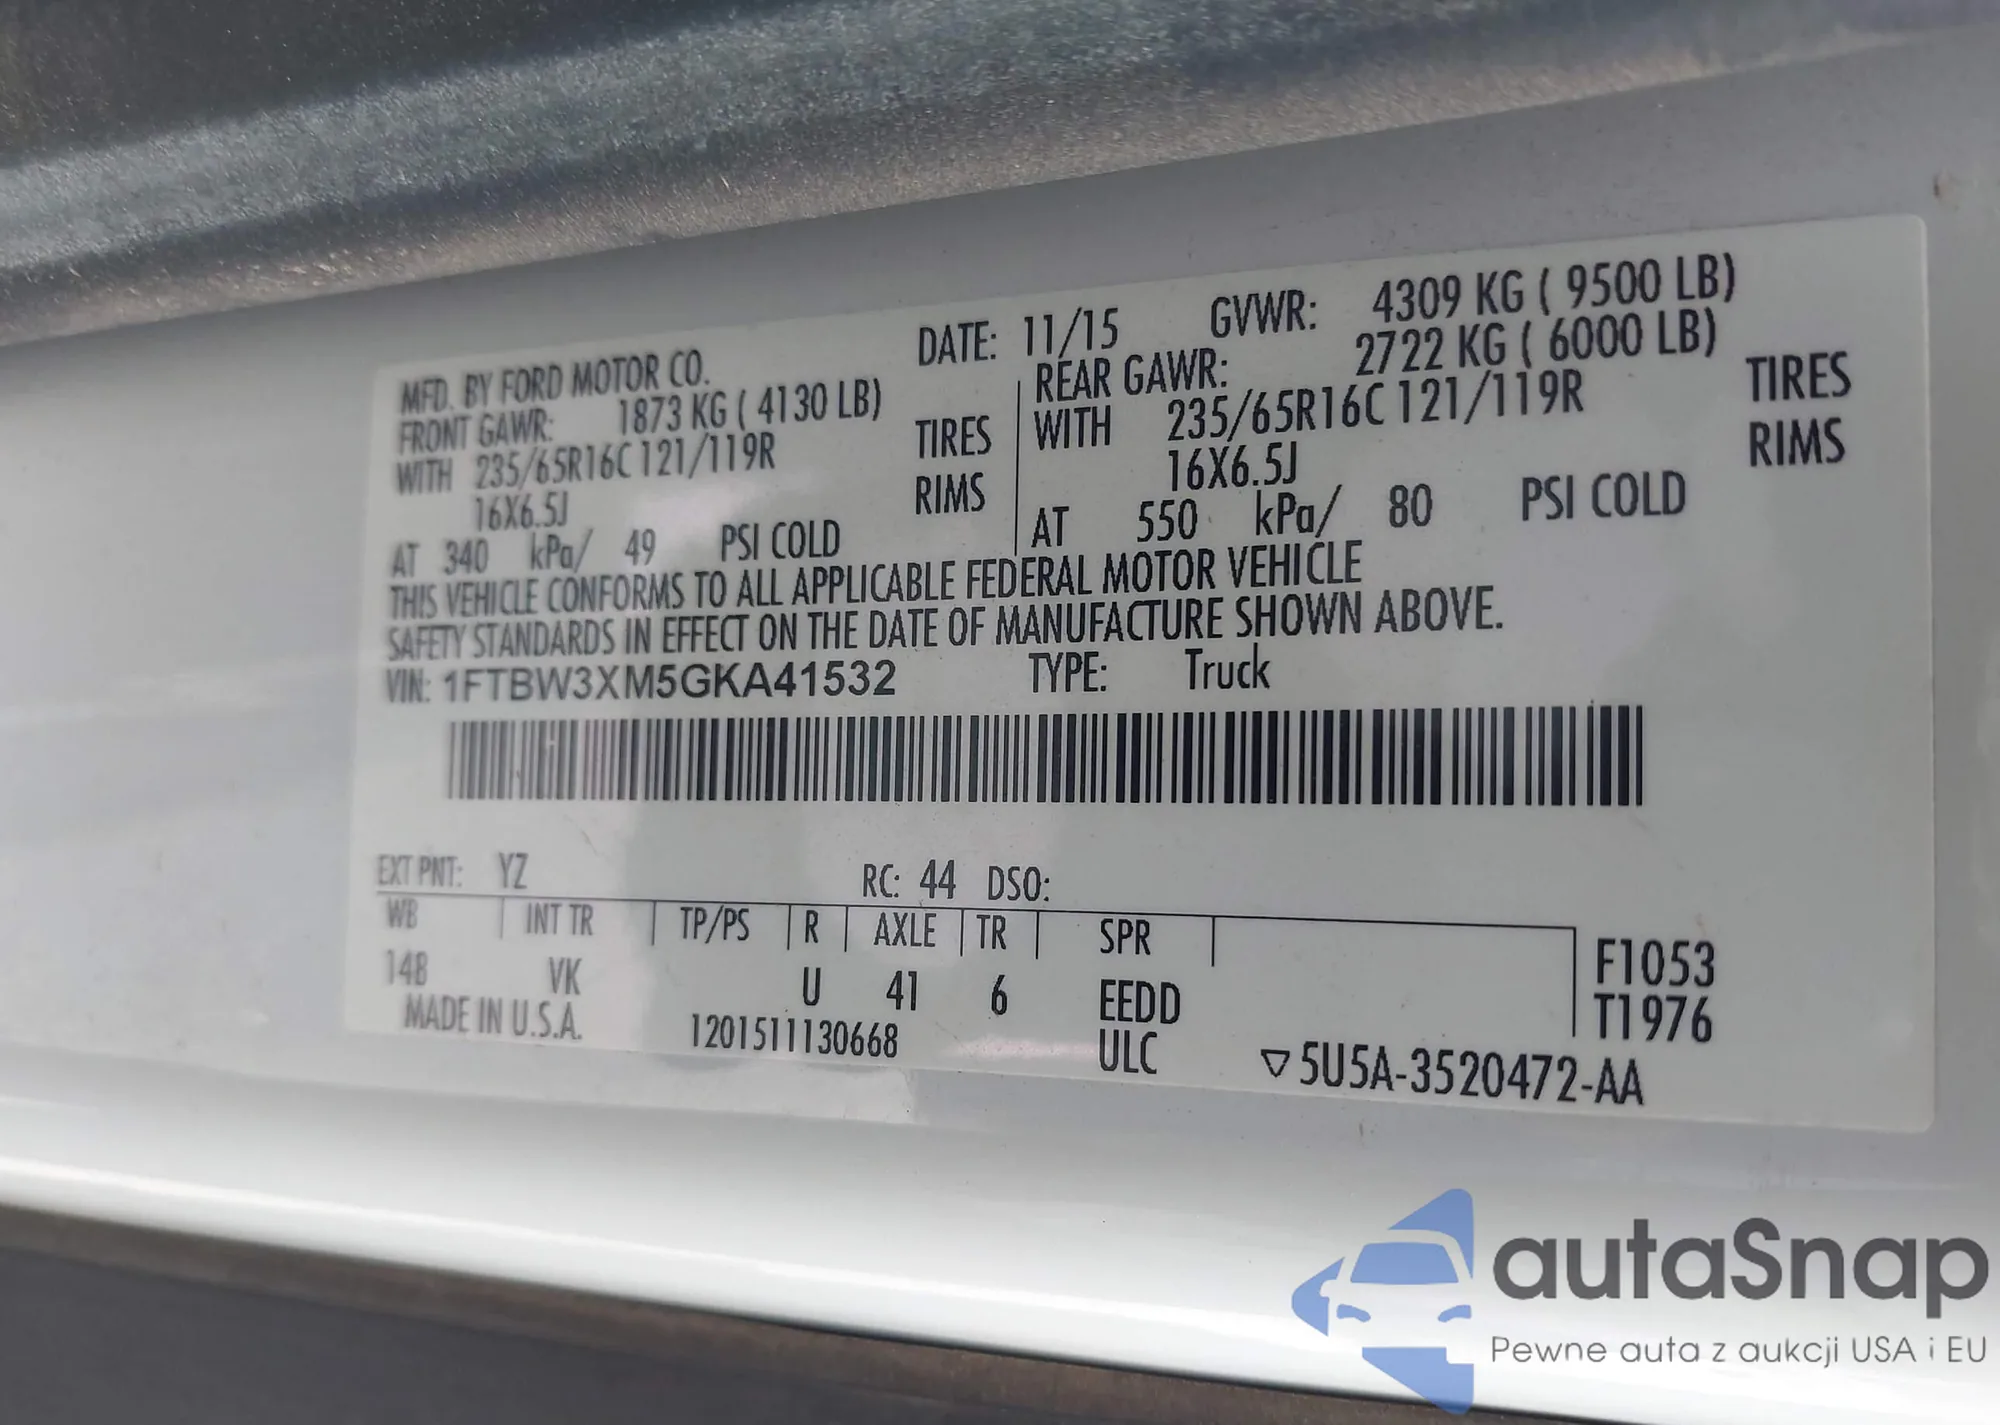 MFD. BY FORD MOTOR CO. DATE: 11/15 GVWR: 4309 KG ( 9500 LB)
FRONT GAWR: 1873 KG ( 4130 LB) REAR GAWR: 2722 KG ( 6000 LB)
WITH 235/65R16C 121/119R TIRES WITH 235/65R16C 121/119R TIRES
16X6.5J RIMS 16X6.5J RIMS
AT 340 kPa/ 49 PSI COLD AT 550 kPa/ 80 PSI COLD
THIS VEHICLE CONFORMS TO ALL APPLICABLE FEDERAL MOTOR VEHICLE
SAFETY STANDARDS IN EFFECT ON THE DATE OF MANUFACTURE SHOWN ABOVE.
VIN: 1FTBW3XM5GKA41532 TYPE: Truck
EXT PNT: YZ RC: 44 DSO:
WB INT TR TP/PS R AXLE TR SPR
148 VK U 41 6 EEDD F1053
MADE IN U.S.A. 1201511130668 ULC T1976
▽5U5A-3520472-AA
autaSnap
Pewne auta z aukcji USA i EU